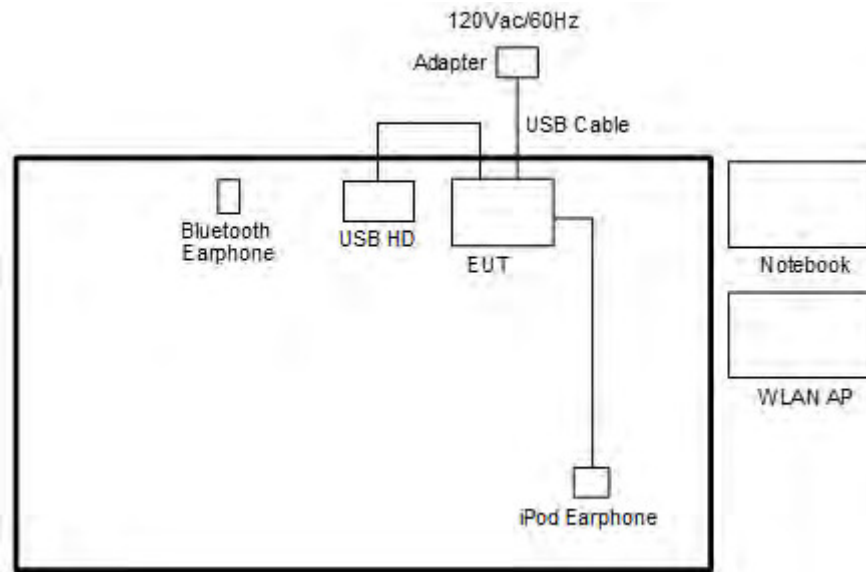 120Vac/60Hz
Adapter
USB Cable
Bluetooth
Earphone
USB HD
EUT
Notebook
WLAN AP
iPod Earphone